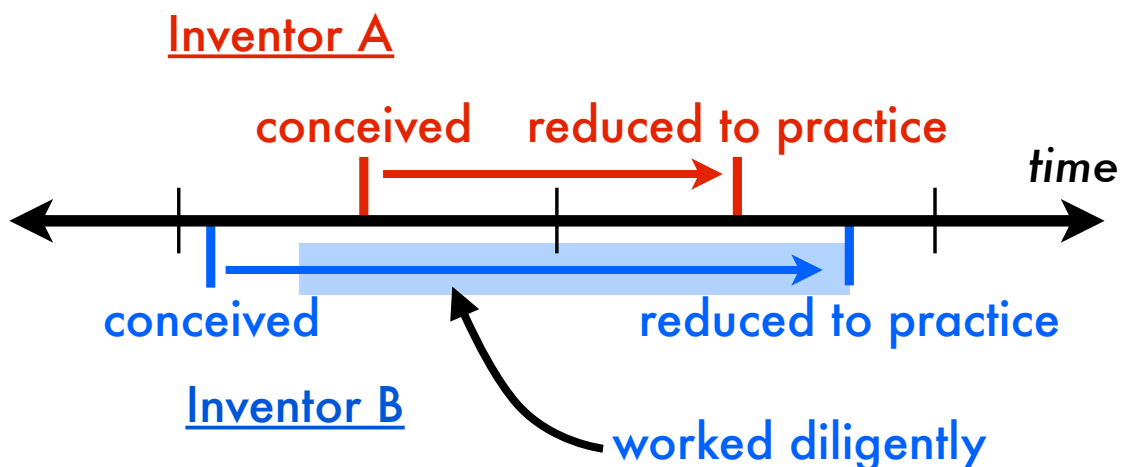 Inventor A
conceived reduced to practice
time
conceived reduced to practice
Inventor B
worked diligently